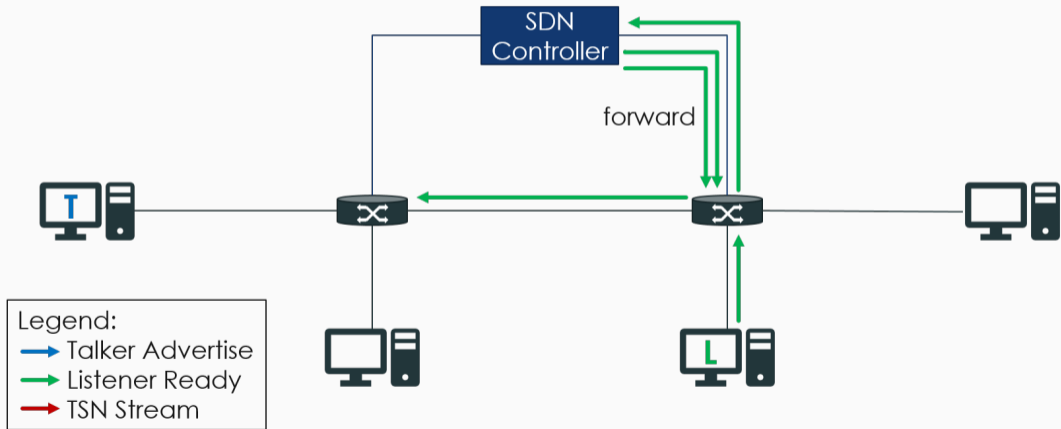 SDN
Controller
forward
T
L
Legend:
Talker Advertise
Listener Ready
TSN Stream